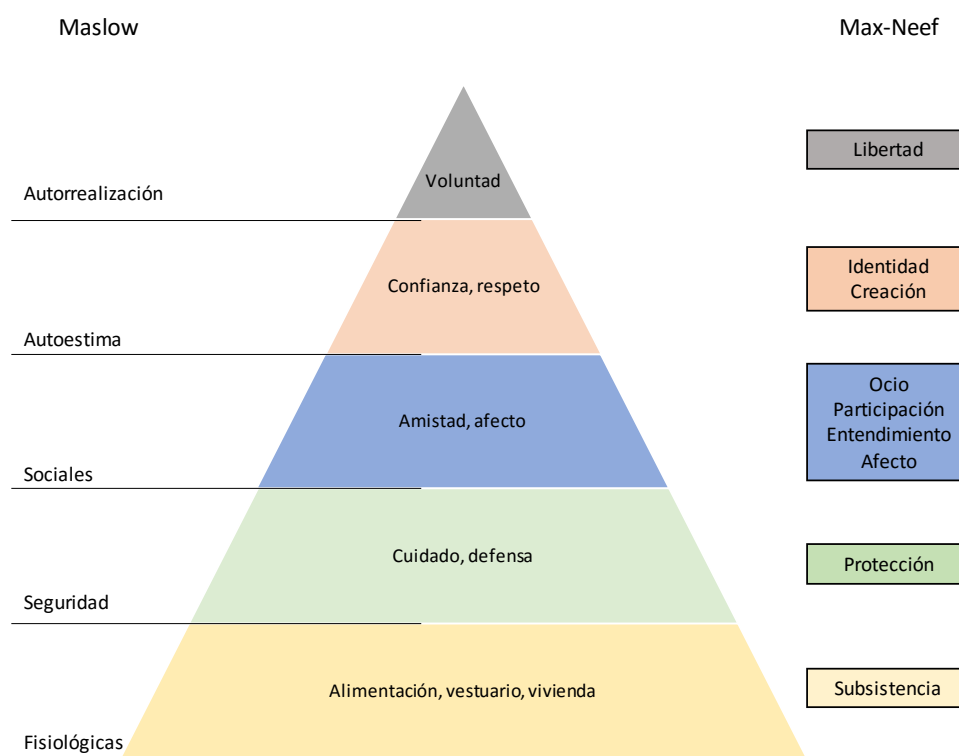 Maslow
Max-Neef
Libertad
Voluntad
Autorrealización
Identidad
Creación
Confianza, respeto
Autoestima
Ocio
Participación
Entendimiento
Afecto
Amistad, afecto
Sociales
Cuidado, defensa
Protección
Seguridad
Alimentación, vestuario, vivienda
Subsistencia
Fisiológicas